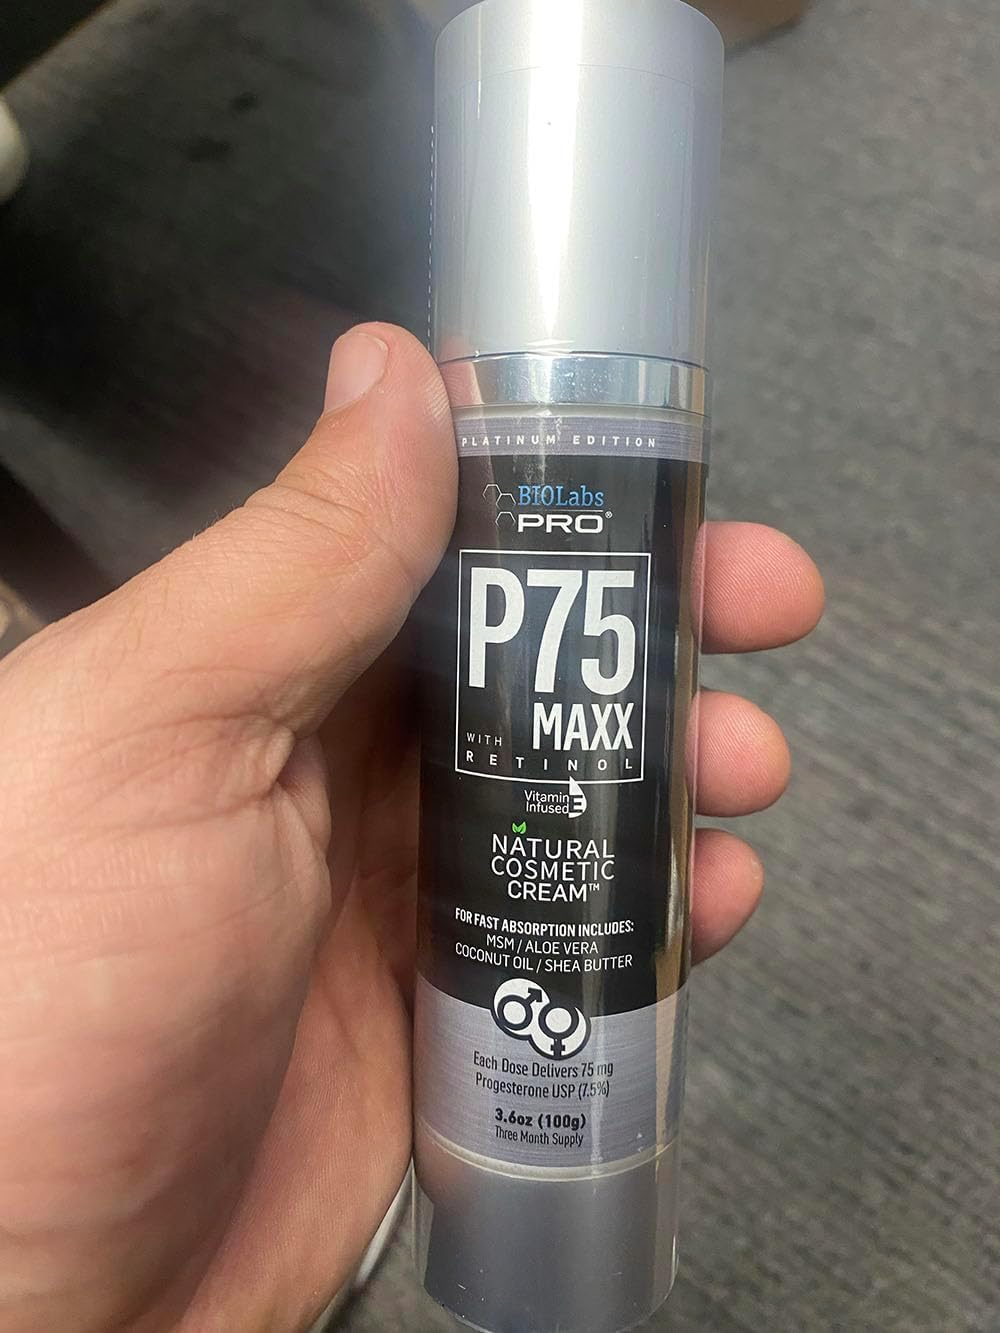 PLATINUM EDITION
BIOLabs
PRO®
P75
MAXX
WITH
RETINOL
Vitamin E
Infused
NATURAL
COSMETIC
CREAM™
FOR FAST ABSORPTION INCLUDES:
MSM / ALOE VERA
COCONUT OIL / SHEA BUTTER
Each Dose Delivers 75 mg
Progesterone USP (7.5%)
3.6oz (100g)
Three Month Supply